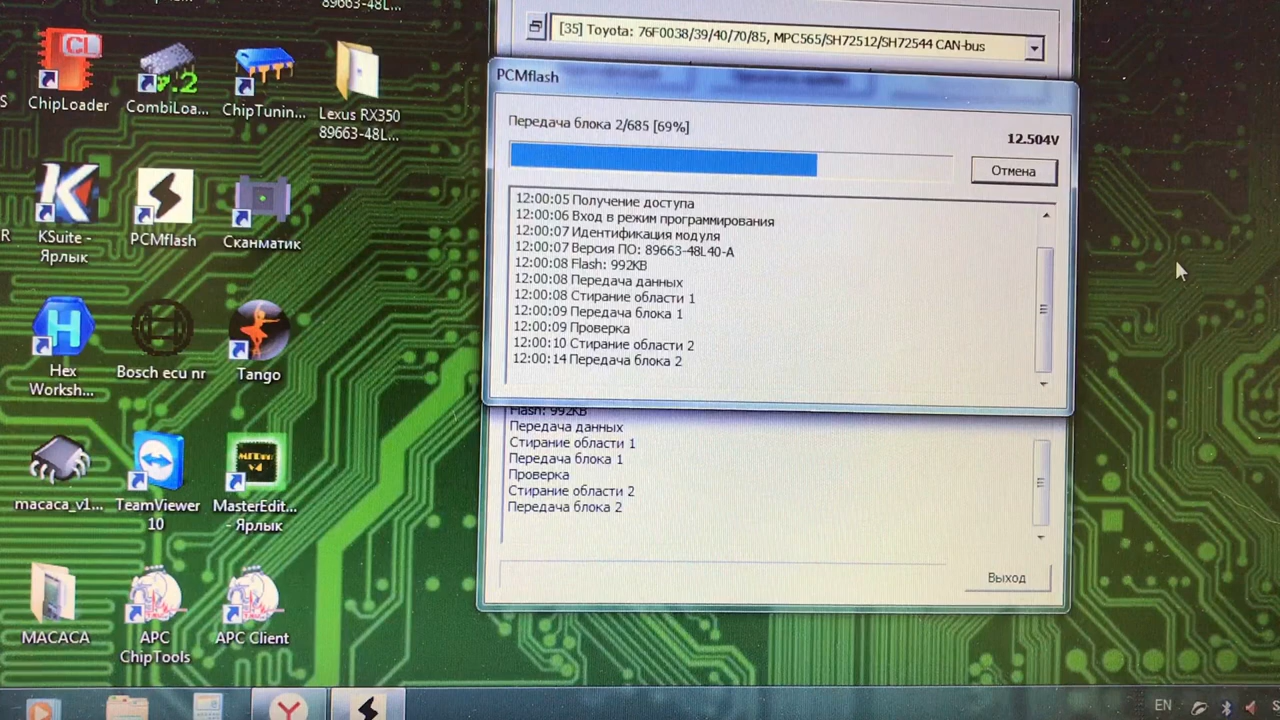 89663-48L...
ChipLoader
CombiLoa...
ChipTunin...
Lexus RX350
89663-48L...
KSuite -
Ярлык
PCMflash
Сканматик
Hex
Worksh...
Bosch ecu nr
Tango
macaca_v1...
TeamViewer
10
MasterEdit...
- Ярлык
MACACA
APC
ChipTools
APC Client
[35] Toyota: 76F0038/39/40/70/85, MPC565/SH72512/SH72544 CAN-bus
PCMflash
Передача блока 2/685 [69%]
12.504V
Отмена
12:00:05 Получение доступа
12:00:06 Вход в режим программирования
12:00:07 Идентификация модуля
12:00:07 Версия ПО: 89663-48L40-A
12:00:08 Flash: 992KB
12:00:08 Передача данных
12:00:08 Стирание области 1
12:00:09 Передача блока 1
12:00:09 Проверка
12:00:10 Стирание области 2
12:00:14 Передача блока 2
Flash: 992KB
Передача данных
Стирание области 1
Передача блока 1
Проверка
Стирание области 2
Передача блока 2
Выход
EN